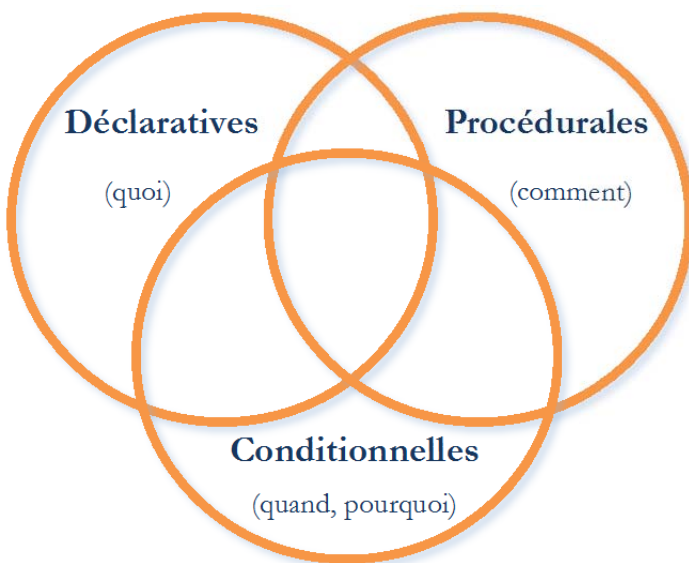 Déclaratives
(quoi)
Procédurales
(comment)
Conditionnelles
(quand, pourquoi)